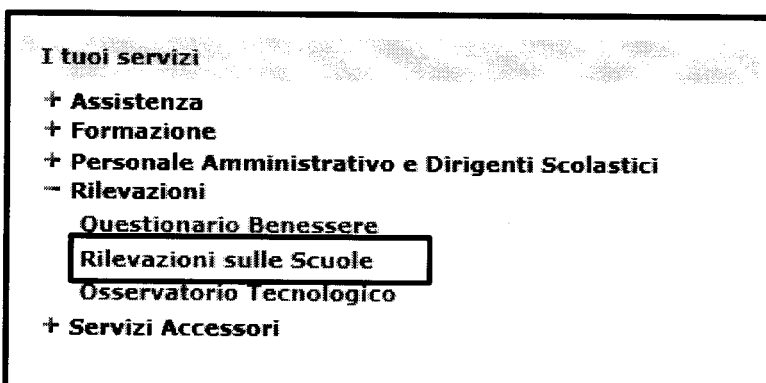 I tuoi servizi
+ Assistenza
+ Formazione
+ Personale Amministrativo e Dirigenti Scolastici
− Rilevazioni
Questionario Benessere
Rilevazioni sulle Scuole
Osservatorio Tecnologico
+ Servizi Accessori